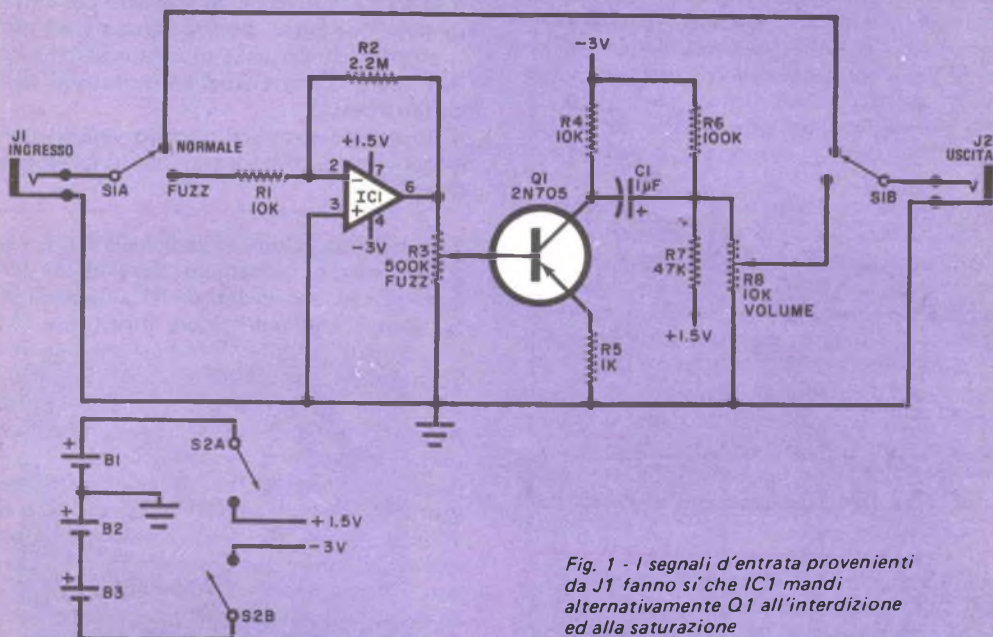 R2
2.2M
-3V
R4
10K
R6
100K
J1
INGRESSO
V
S1A
NORMALE
FUZZ
R1
10K
+1.5V
2
-
7
IC1
6
3
+
4
-3V
R3
500K
FUZZ
Q1
2N705
C1
1µF
+
R7
47K
+1.5V
R8
10K
VOLUME
R5
1K
J2
USCITA
S1B
V
+
B1
+
B2
+
B3
S2A
+1.5V
-3V
S2B
Fig. 1 - I segnali d'entrata provenienti
da J1 fanno sí che IC1 mandi
alternativamente Q1 all'interdizione
ed alla saturazione